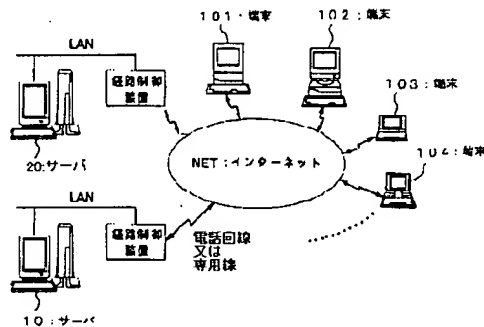 LAN
経路制御
装置
20:サーバ
LAN
経路制御
装置
10:サーバ
101:端末
102:端末
103:端末
104:端末
NET:インターネット
電話回線
又は
専用線